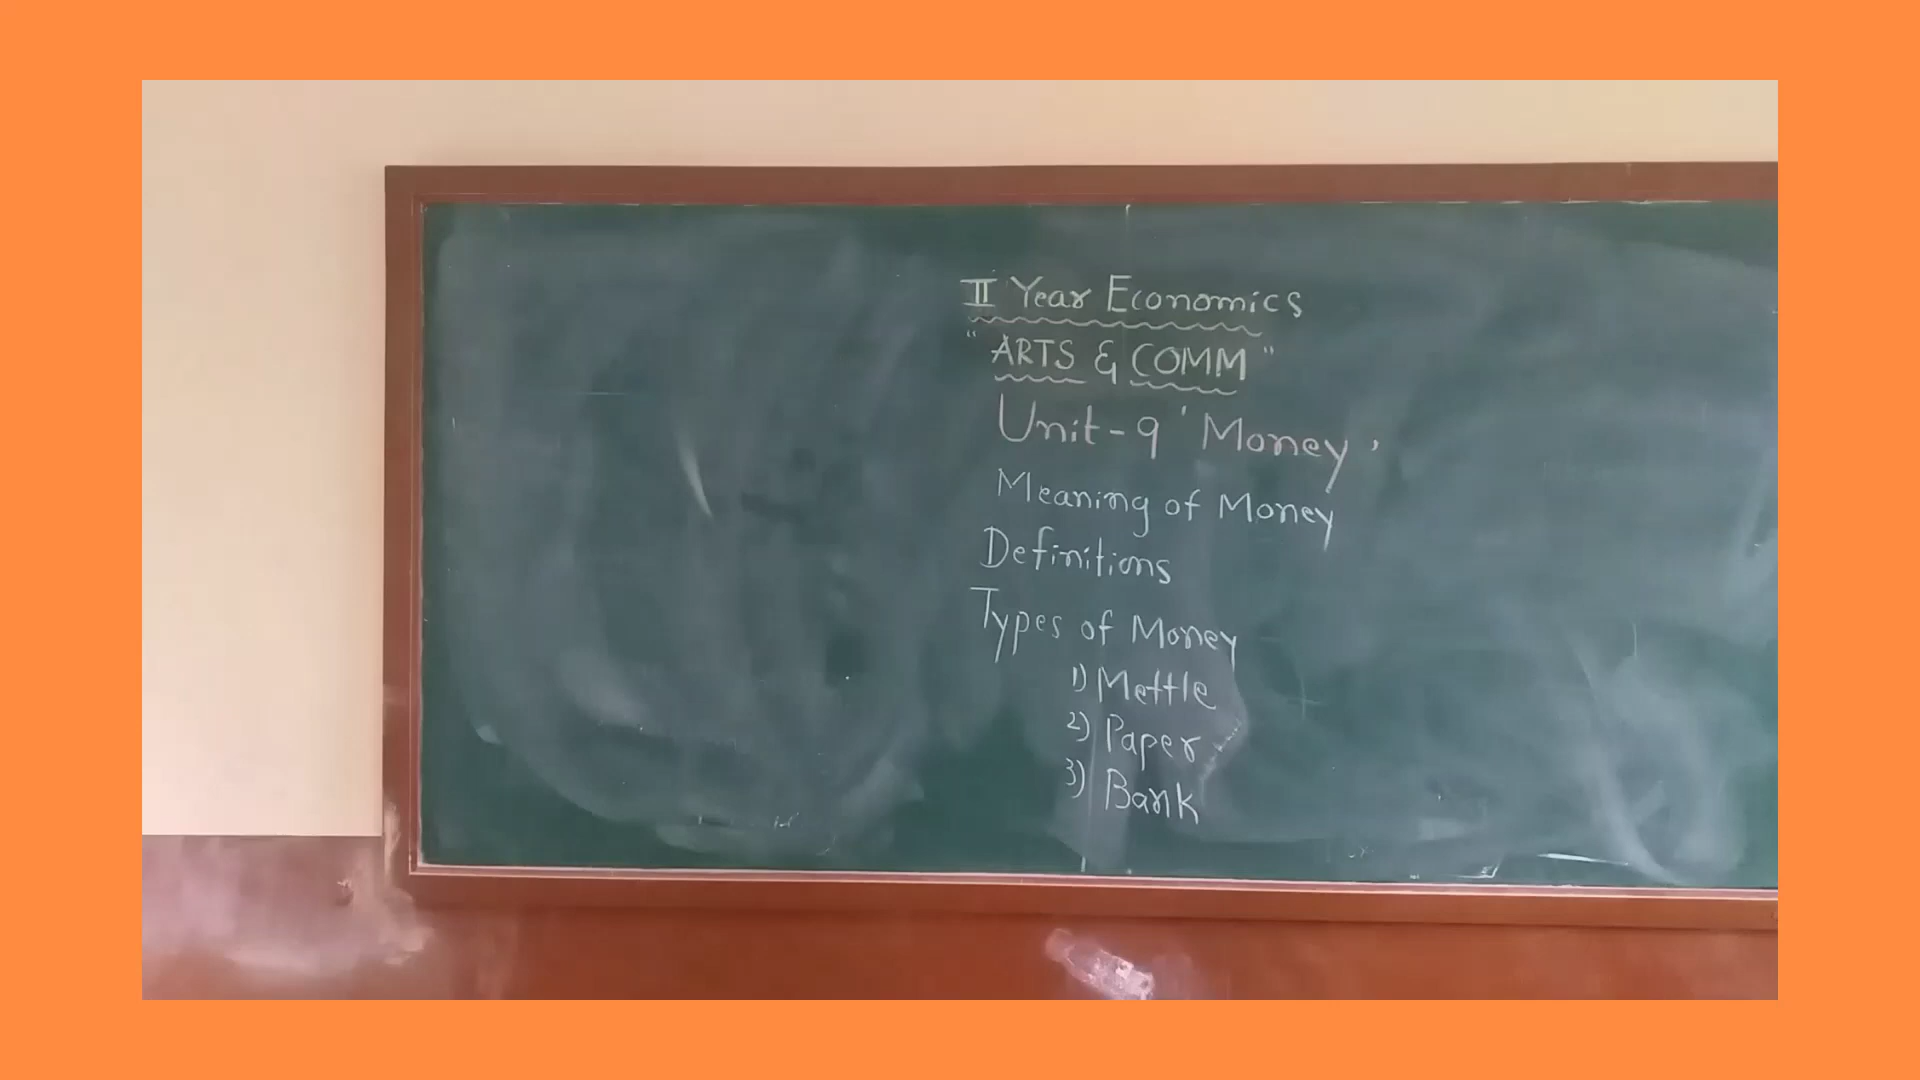 II Year Economics
"ARTS & COMM"
Unit-9 'Money'
Meaning of Money
Definitions
Types of Money
1) Mettle
2) Paper
3) Bank